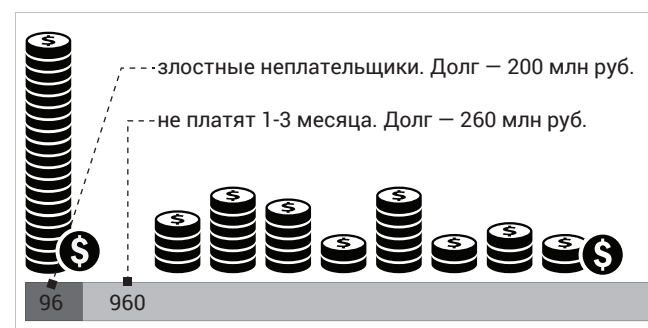 злостные неплательщики. Долг — 200 млн руб.
не платят 1-3 месяца. Долг — 260 млн руб.
96 960